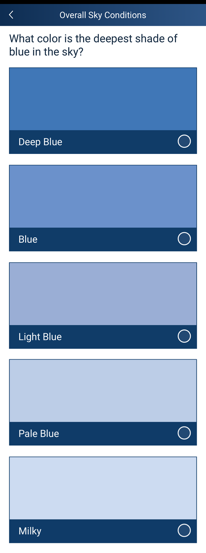 Overall Sky Conditions
What color is the deepest shade of
blue in the sky?
Deep Blue
Blue
Light Blue
Pale Blue
Milky